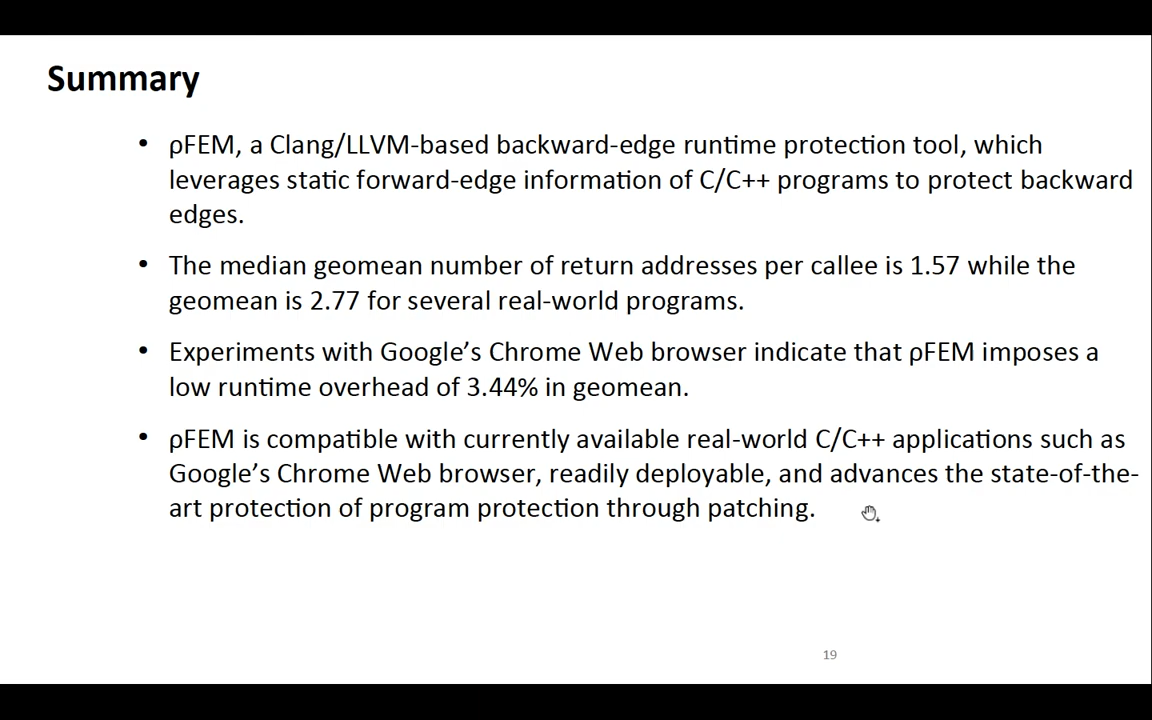 Summary
• ρFEM, a Clang/LLVM-based backward-edge runtime protection tool, which
leverages static forward-edge information of C/C++ programs to protect backward
edges.
• The median geomean number of return addresses per callee is 1.57 while the
geomean is 2.77 for several real-world programs.
• Experiments with Google’s Chrome Web browser indicate that ρFEM imposes a
low runtime overhead of 3.44% in geomean.
• ρFEM is compatible with currently available real-world C/C++ applications such as
Google’s Chrome Web browser, readily deployable, and advances the state-of-the-
art protection of program protection through patching.
19